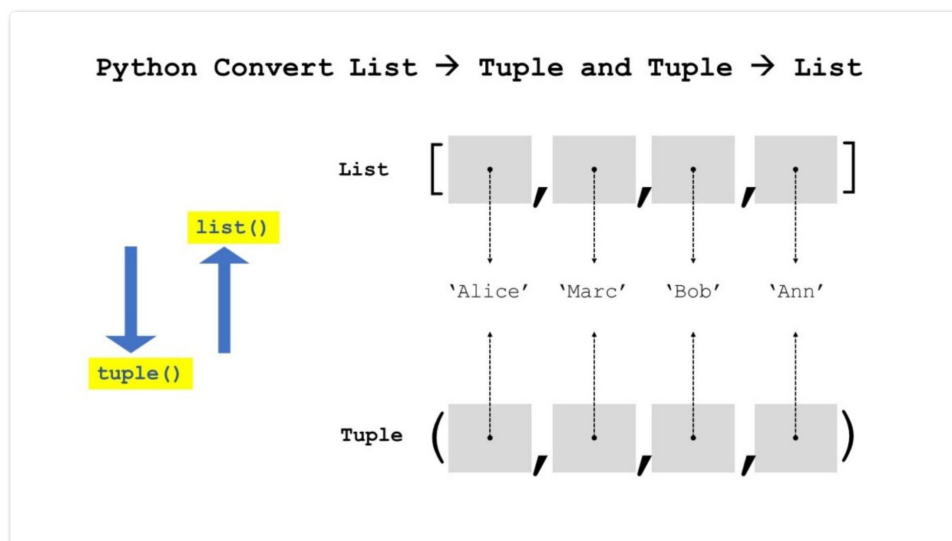 Python Convert List → Tuple and Tuple → List
List [ , , , ]
list()
‘Alice’ ‘Marc’ ‘Bob’ ‘Ann’
tuple()
Tuple ( , , , )